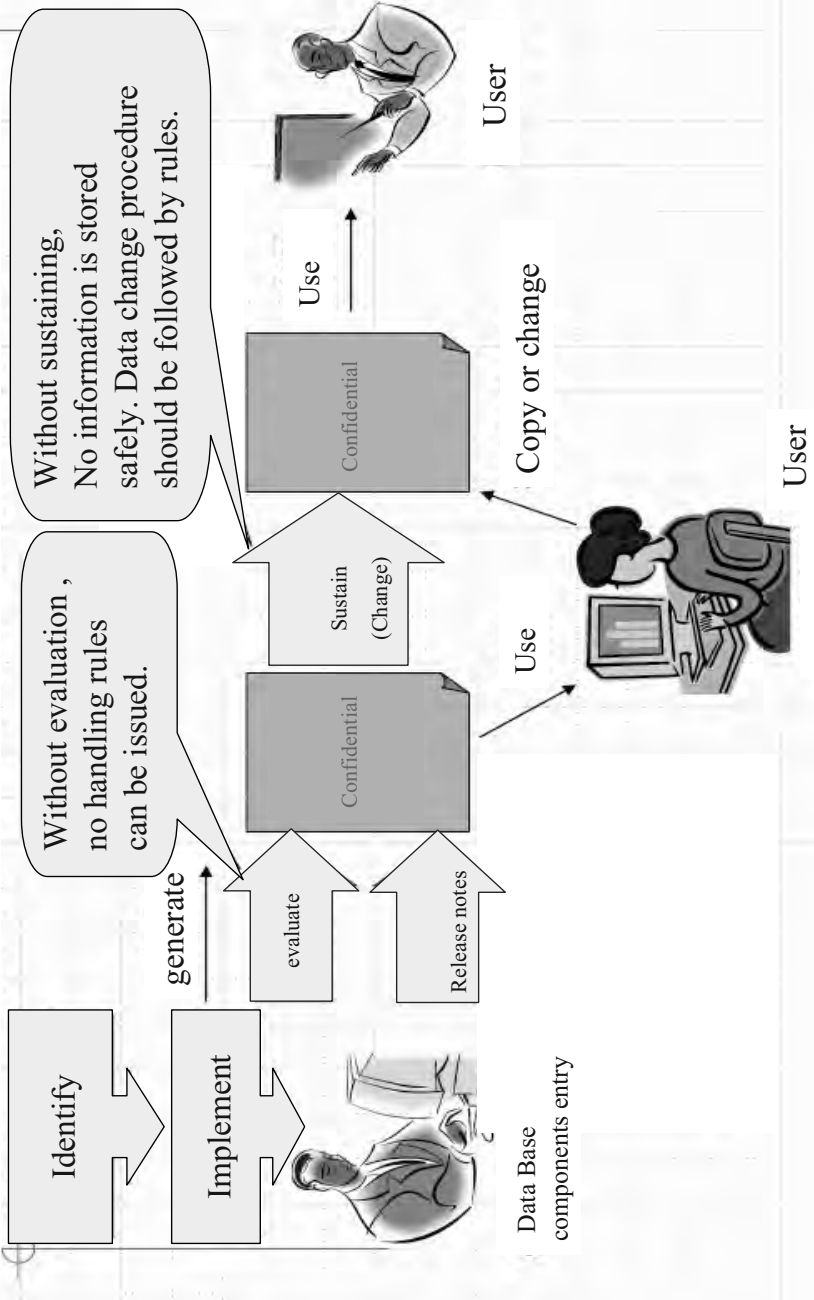 Identify
Implement
Data Base
components entry
generate
evaluate
Release notes
Without evaluation ,
no handling rules
can be issued.
Confidential
Use
Sustain
(Change)
Without sustaining,
No information is stored
safely. Data change procedure
should be followed by rules.
Confidential
Copy or change
User
Use
User